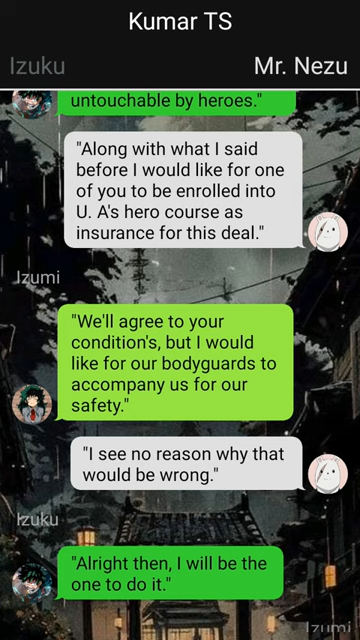 Kumar TS
Izuku
Mr. Nezu
untouchable by heroes."
"Along with what I said
before I would like for one
of you to be enrolled into
U. A's hero course as
insurance for this deal."
Izumi
"We'll agree to your
condition's, but I would
like for our bodyguards to
accompany us for our
safety."
"I see no reason why that
would be wrong."
Izuku
"Alright then, I will be the
one to do it."
Izumi